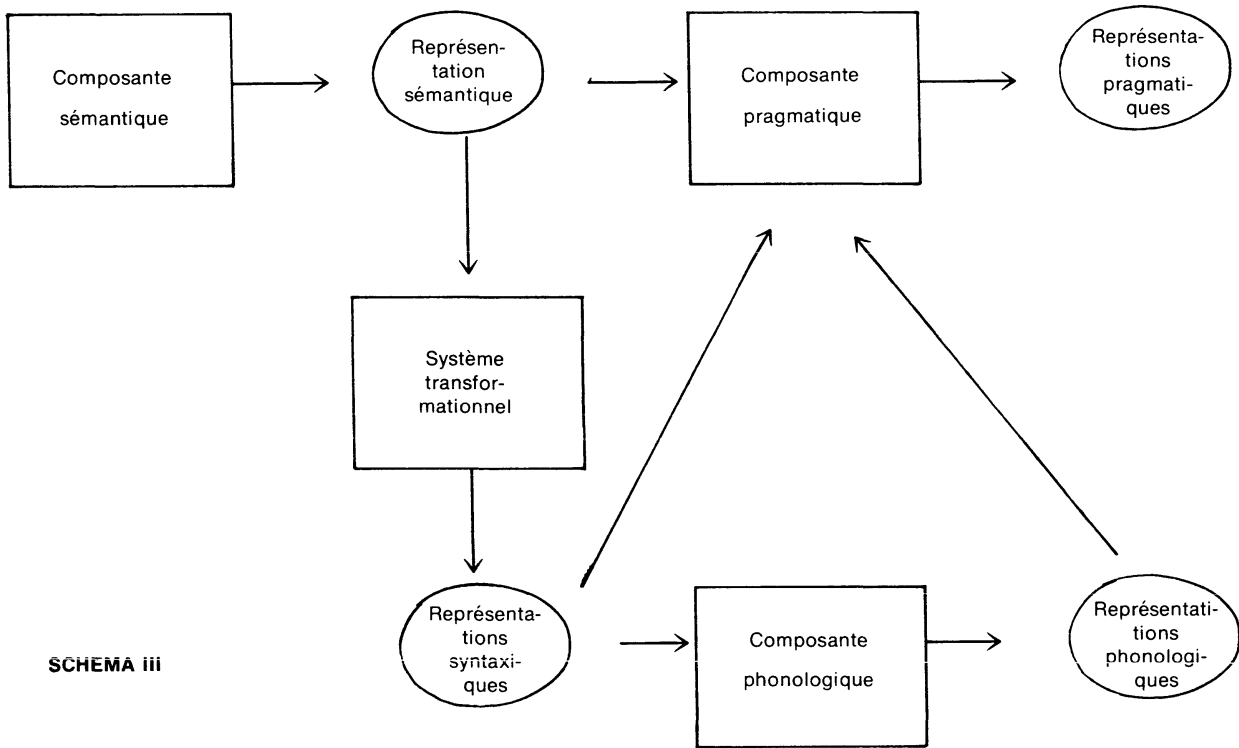 Composante
sémantique
Représen-
tation
sémantique
Composante
pragmatique
Représenta-
tions
pragmati-
ques
Système
transfor-
mationnel
Représenta-
tions
syntaxi-
ques
Composante
phonologique
Représentati-
tions
phonologi-
ques
SCHEMA iii